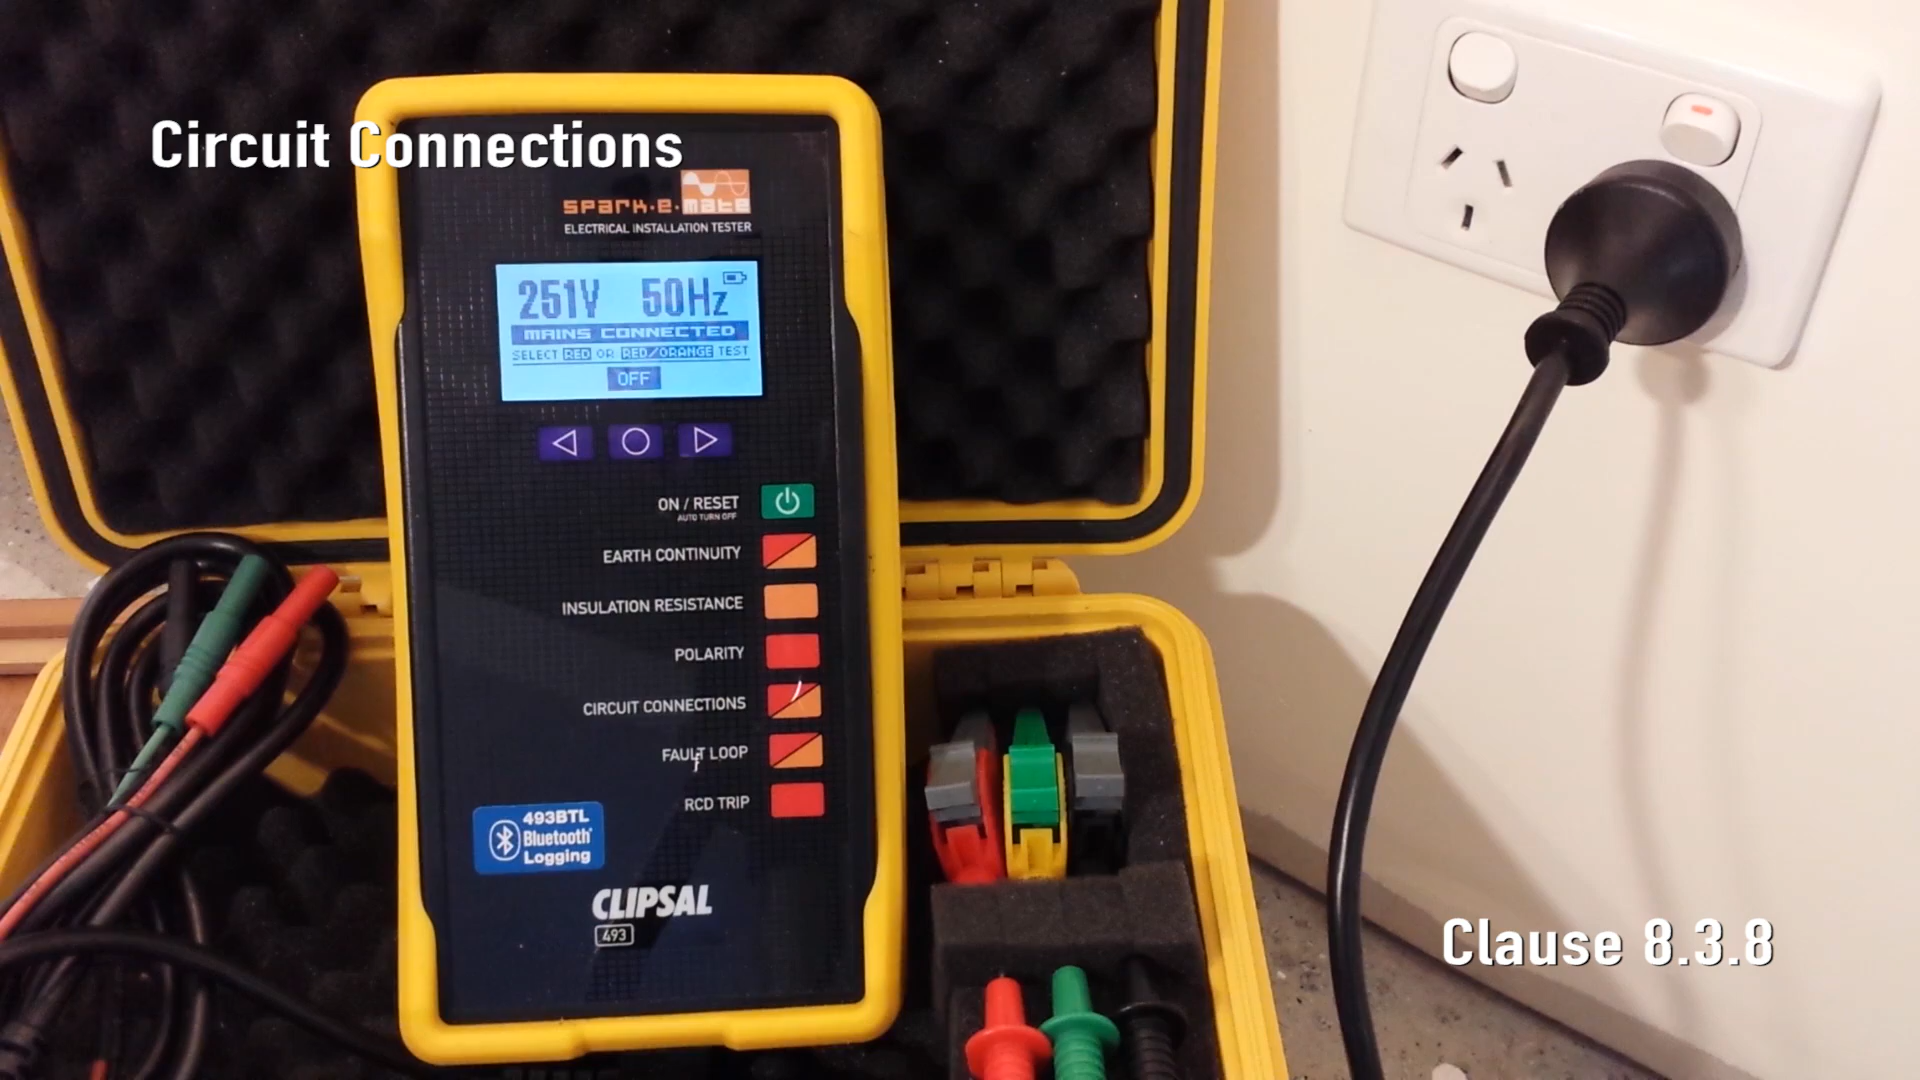 Circuit Connections
spark·e·mate
ELECTRICAL INSTALLATION TESTER
251V 50Hz
MAINS CONNECTED
SELECT RED OR RED/ORANGE TEST
OFF
ON / RESET
AUTO TURN OFF
EARTH CONTINUITY
INSULATION RESISTANCE
POLARITY
CIRCUIT CONNECTIONS
FAULT LOOP
RCD TRIP
493BTL
Bluetooth
Logging
CLIPSAL
493
Clause 8.3.8